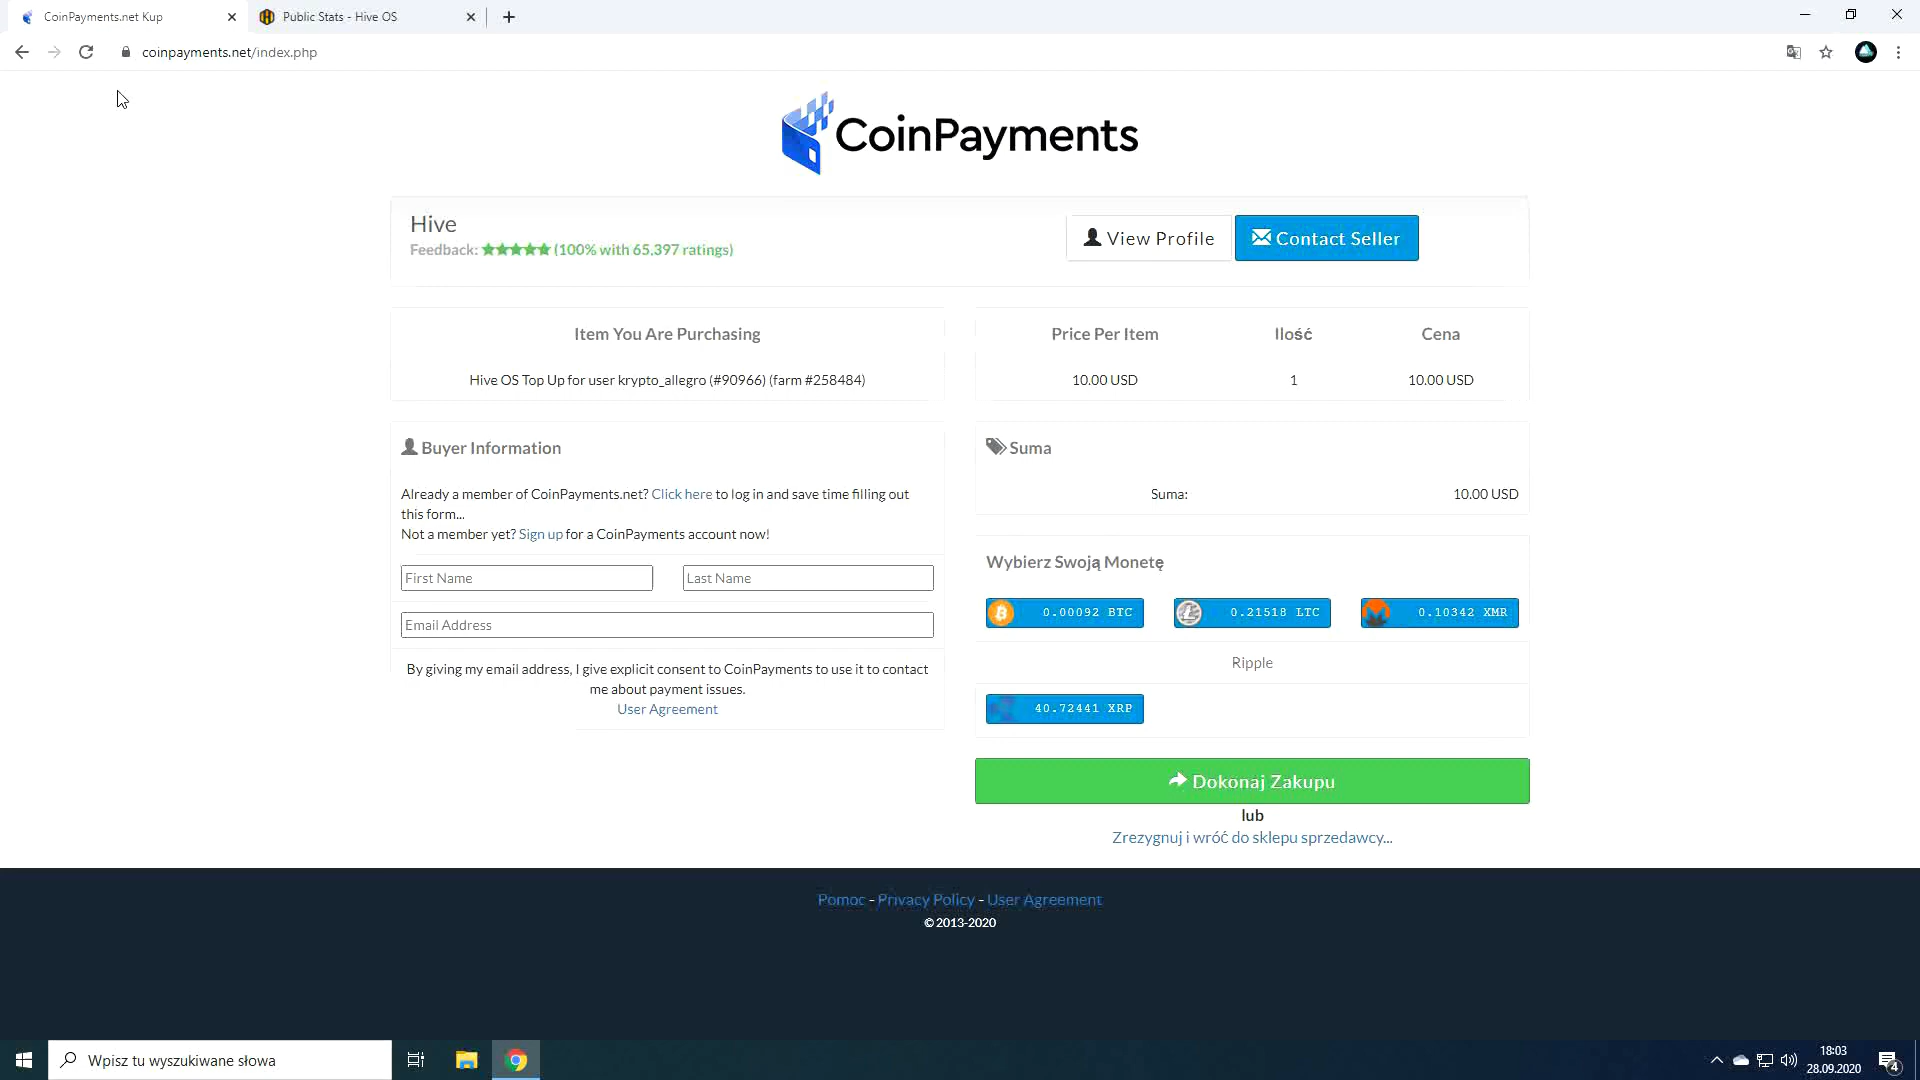 CoinPayments.net Kup
Public Stats - Hive OS
coinpayments.net/index.php
CoinPayments
Hive
Feedback: (100% with 65,397 ratings)
View Profile
Contact Seller
Item You Are Purchasing
Hive OS Top Up for user krypto_allegro (#90966) (farm #258484)
Price Per Item Ilość Cena
10.00 USD 1 10.00 USD
Buyer Information
Already a member of CoinPayments.net? Click here to log in and save time filling out
this form...
Not a member yet? Sign up for a CoinPayments account now!
First Name
Last Name
Email Address
By giving my email address, I give explicit consent to CoinPayments to use it to contact
me about payment issues.
User Agreement
Suma
Suma: 10.00 USD
Wybierz Swoją Monetę
0.00092 BTC
0.21518 LTC
0.10342 XMR
Ripple
40.72441 XRP
Dokonaj Zakupu
lub
Zrezygnuj i wróć do sklepu sprzedawcy...
Pomoc - Privacy Policy - User Agreement
© 2013-2020
Wpisz tu wyszukiwane słowa
18:03
28.09.2020
4